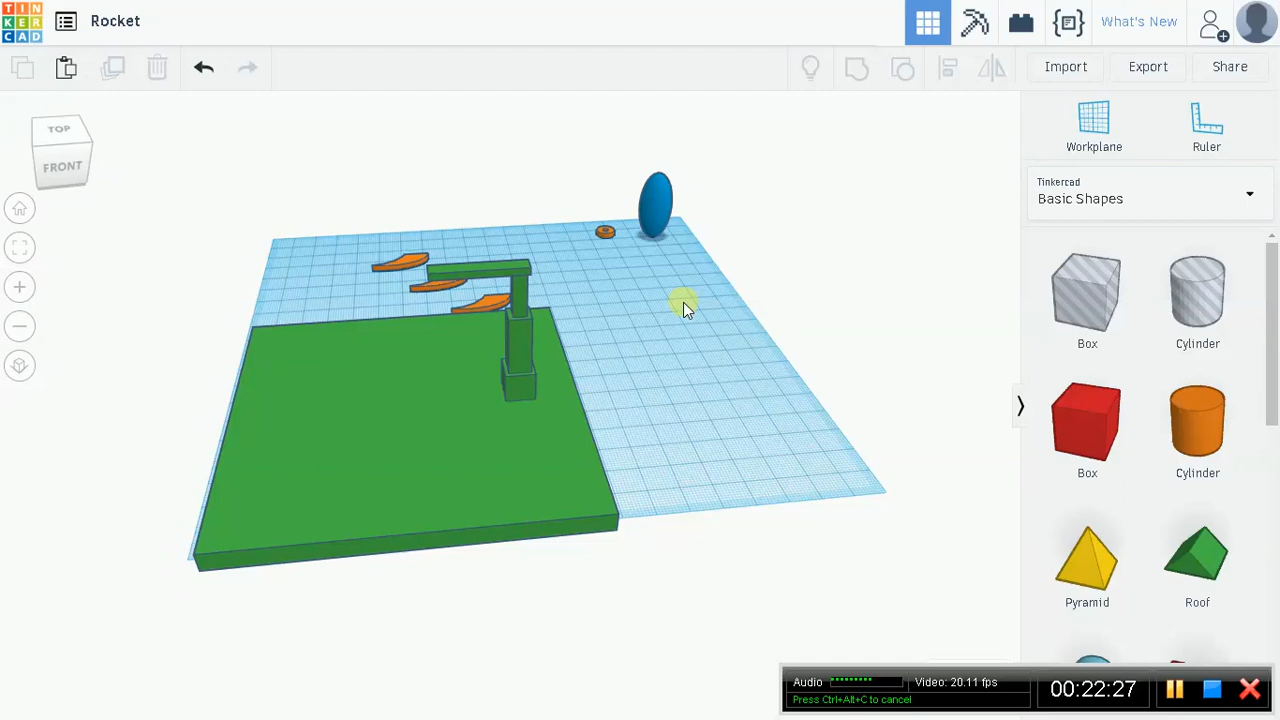 TIN
KER
CAD
Rocket
What's New
Import
Export
Share
TOP
FRONT
Workplane
Ruler
Tinkercad
Basic Shapes
Box
Cylinder
Box
Cylinder
Pyramid
Roof
Audio
Video: 20.11 fps
Press Ctrl+Alt+C to cancel
00:22:27